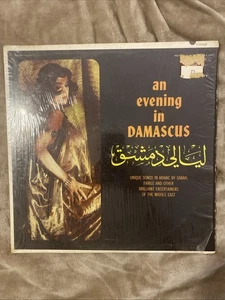 an
evening
in
DAMASCUS
ليالي دمشق
UNIQUE SONGS IN ARABIC BY SABAH,
FAIRUZ AND OTHER
BRILLIANT ENTERTAINERS
OF THE MIDDLE EAST